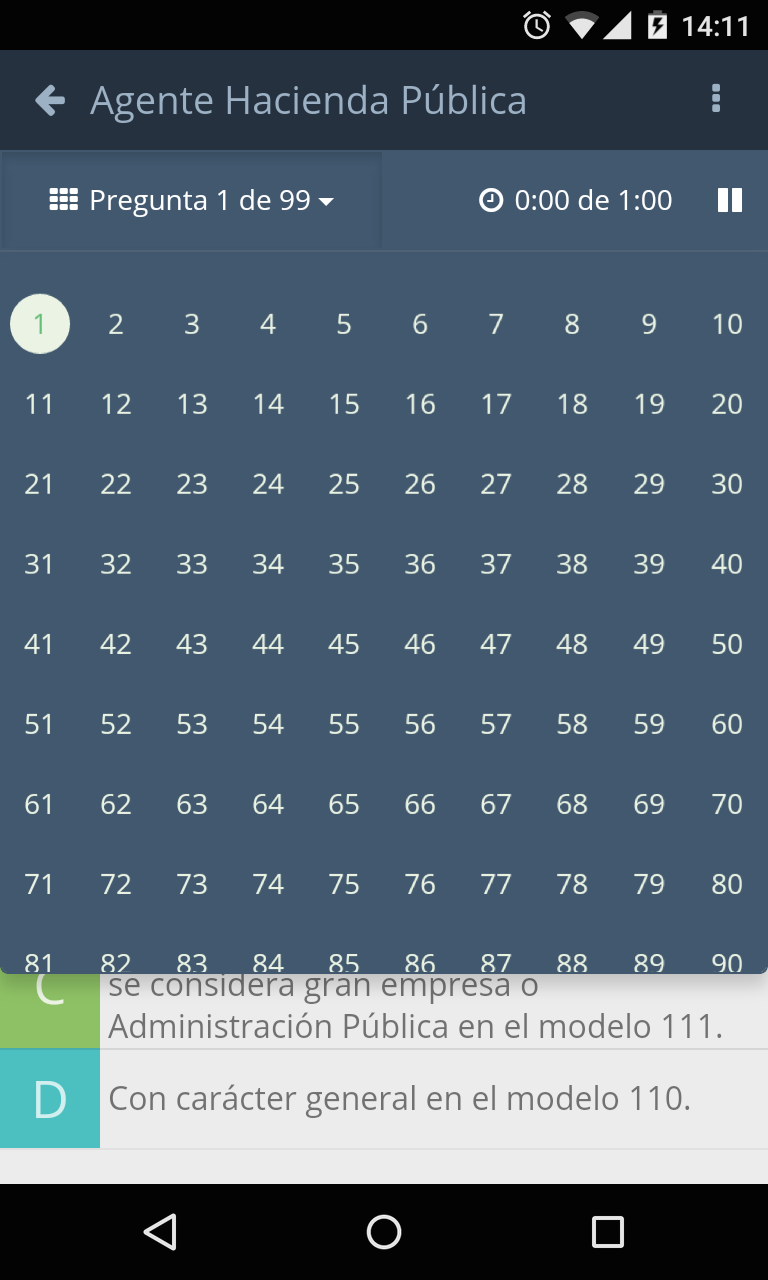 14:11
Agente Hacienda Pública
Pregunta 1 de 99 0:00 de 1:00
1 2 3 4 5 6 7 8 9 10
11 12 13 14 15 16 17 18 19 20
21 22 23 24 25 26 27 28 29 30
31 32 33 34 35 36 37 38 39 40
41 42 43 44 45 46 47 48 49 50
51 52 53 54 55 56 57 58 59 60
61 62 63 64 65 66 67 68 69 70
71 72 73 74 75 76 77 78 79 80
81 82 83 84 85 86 87 88 89 90
C se considera gran empresa o
Administración Pública en el modelo 111.
D Con carácter general en el modelo 110.